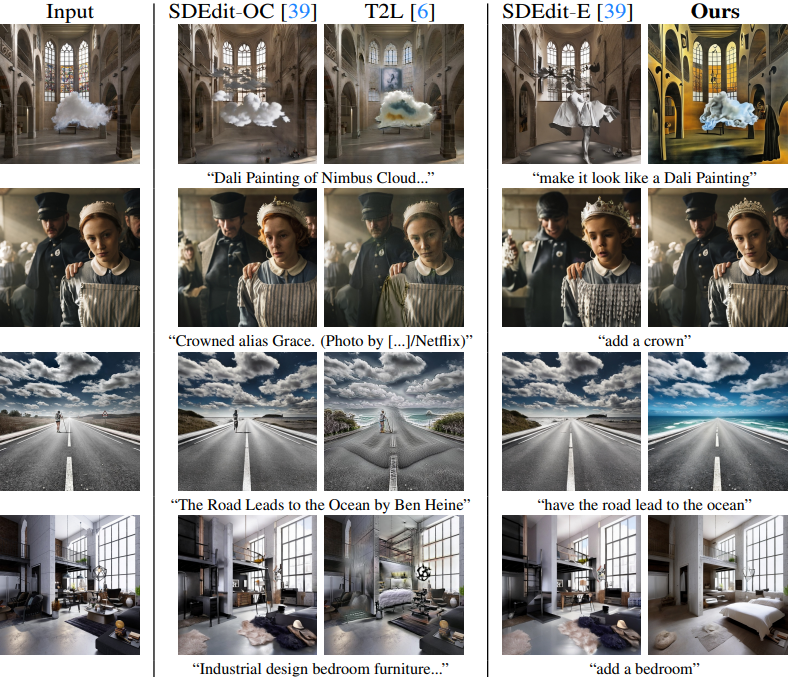 Input SDEdit-OC [39] T2L [6] SDEdit-E [39] Ours
“Dali Painting of Nimbus Cloud...” “make it look like a Dali Painting”
“Crowned alias Grace. (Photo by [...]/Netflix)” “add a crown”
“The Road Leads to the Ocean by Ben Heine” “have the road lead to the ocean”
“Industrial design bedroom furniture...” “add a bedroom”